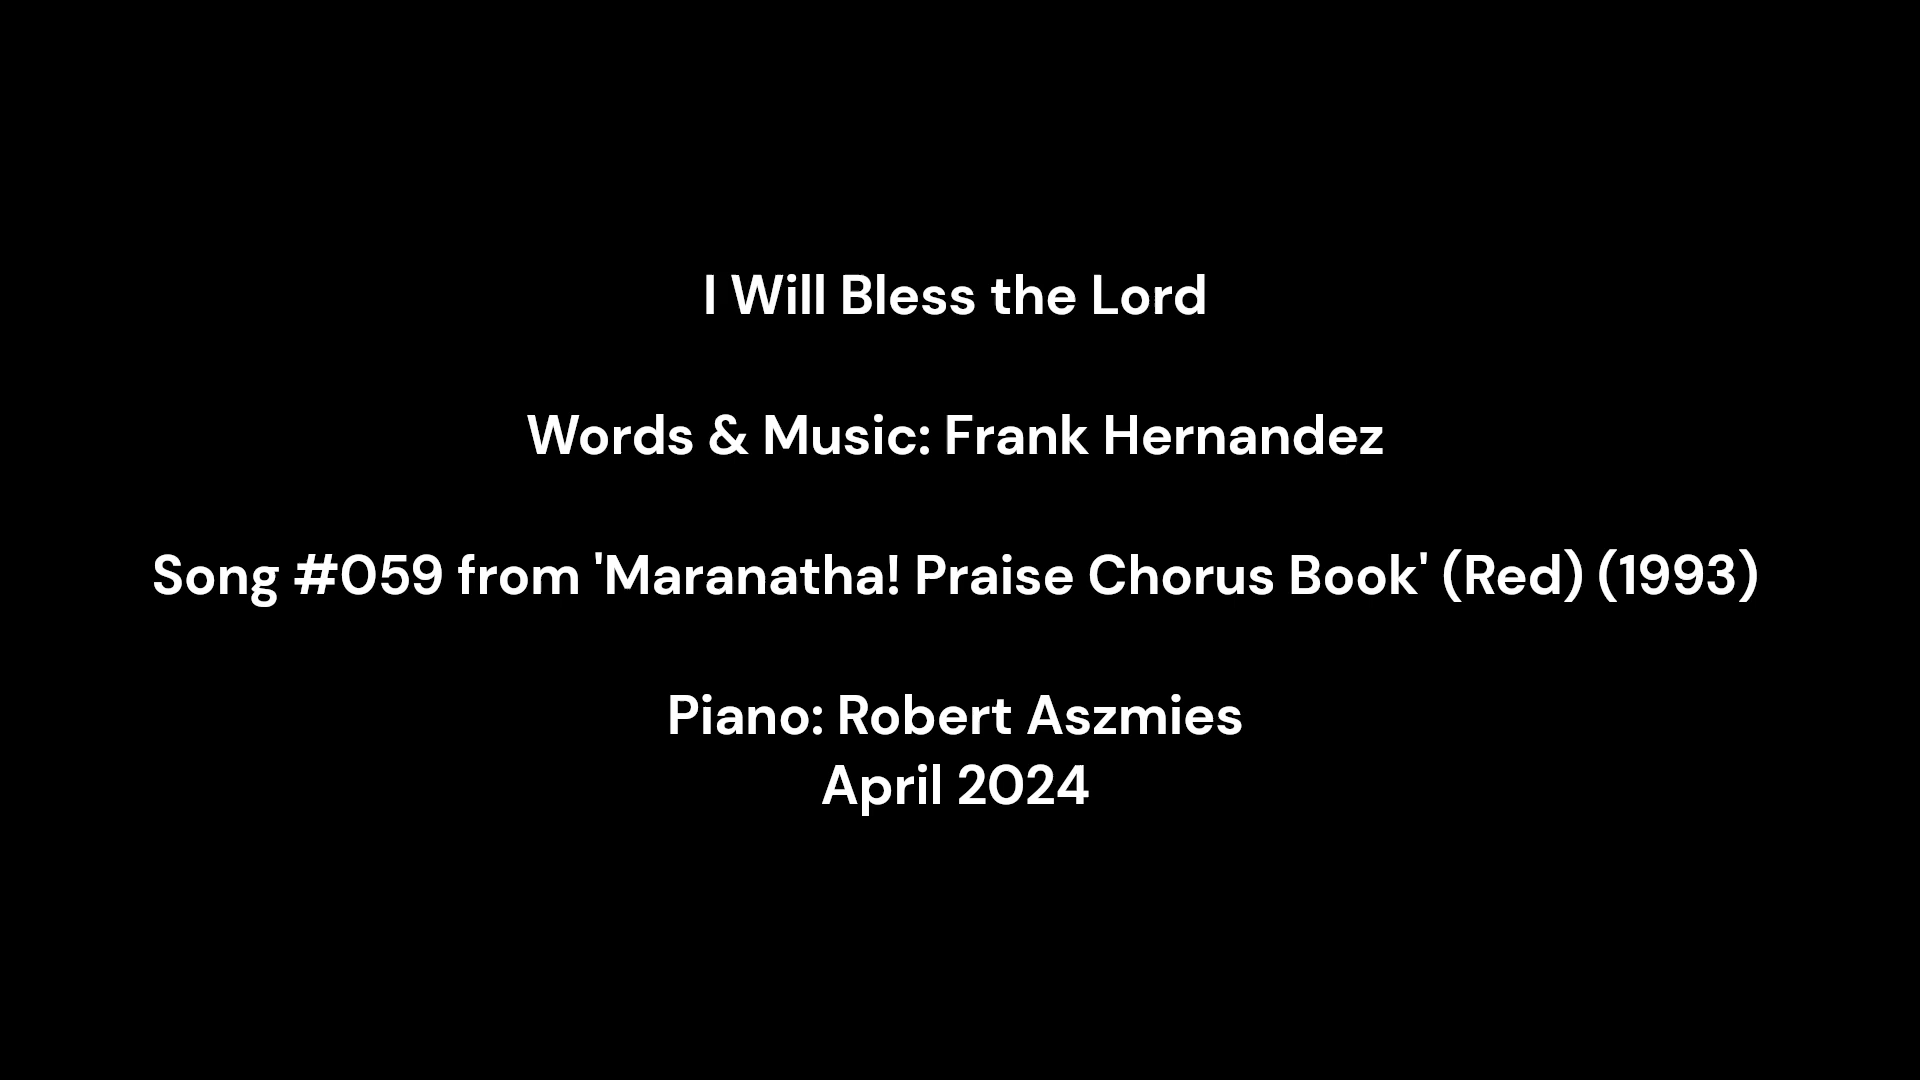 I Will Bless the Lord
Words & Music: Frank Hernandez
Song #059 from 'Maranatha! Praise Chorus Book' (Red) (1993)
Piano: Robert Aszmies
April 2024